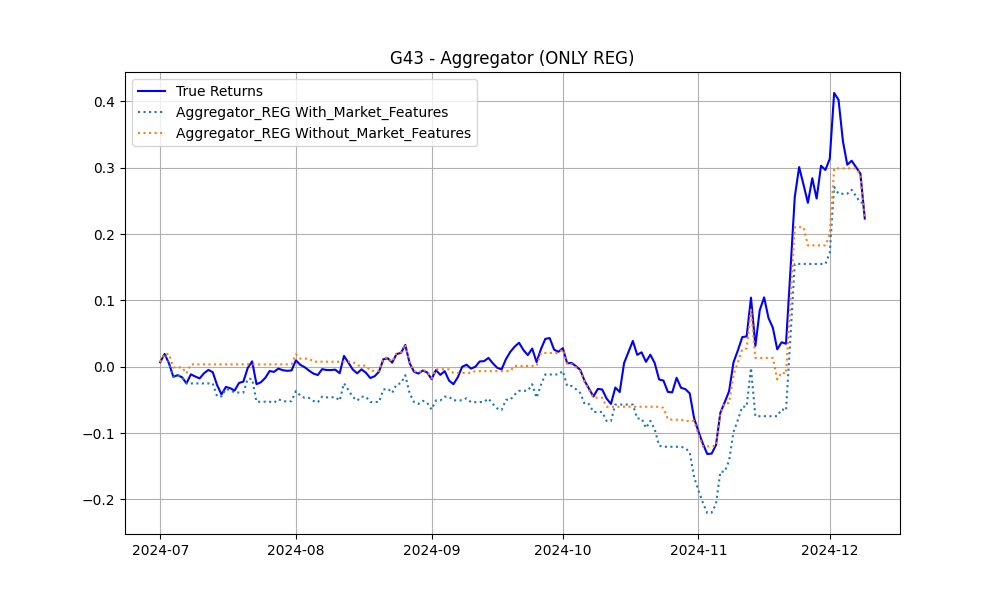 G43 - Aggregator (ONLY REG)
True Returns
Aggregator_REG With_Market_Features
Aggregator_REG Without_Market_Features
0.4
0.3
0.2
0.1
0.0
−0.1
−0.2
2024-07 2024-08 2024-09 2024-10 2024-11 2024-12